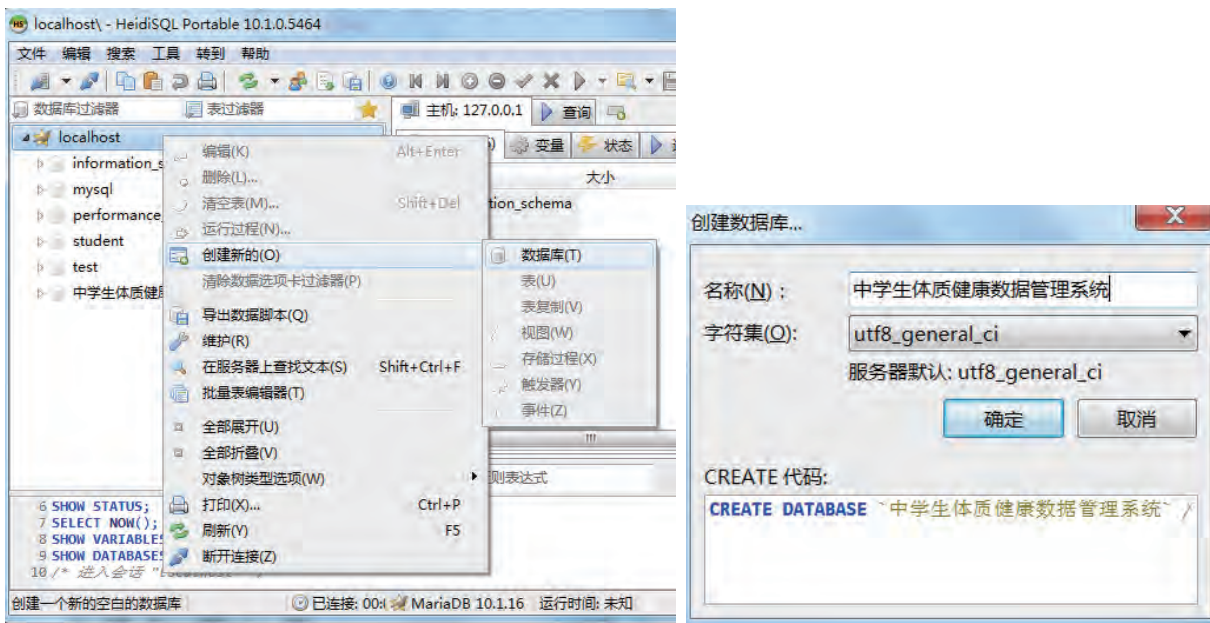 localhost\ - HeidiSQL Portable 10.1.0.5464
文件 编辑 搜索 工具 转到 帮助
数据库过滤器 表过滤器 主机: 127.0.0.1 查询
localhost
变量 状态
information_s
大小
mysql
tion_schema
performance_
student
test
中学生体质健
编辑(K) Alt+Enter
删除(L)...
清空表(M)... Shift+Del
运行过程(N)...
创建新的(O)
清除数据选项卡过滤器(P)
导出数据脚本(Q)
维护(R)
在服务器上查找文本(S) Shift+Ctrl+F
批量表编辑器(T)
全部展开(U)
全部折叠(V)
对象树类型选项(W)
打印(X)... Ctrl+P
刷新(Y) F5
断开连接(Z)
数据库(T)
表(U)
表复制(V)
视图(W)
存储过程(X)
触发器(Y)
事件(Z)
则表达式
6 SHOW STATUS;
7 SELECT NOW();
8 SHOW VARIABLES
9 SHOW DATABASES
10 /* 进入会话
创建一个新的空白的数据库 已连接: 00:( MariaDB 10.1.16 运行时间: 未知
创建数据库...
名称(N)： 中学生体质健康数据管理系统
字符集(O): utf8_general_ci
服务器默认: utf8_general_ci
确定 取消
CREATE 代码:
CREATE DATABASE `中学生体质健康数据管理系统` /